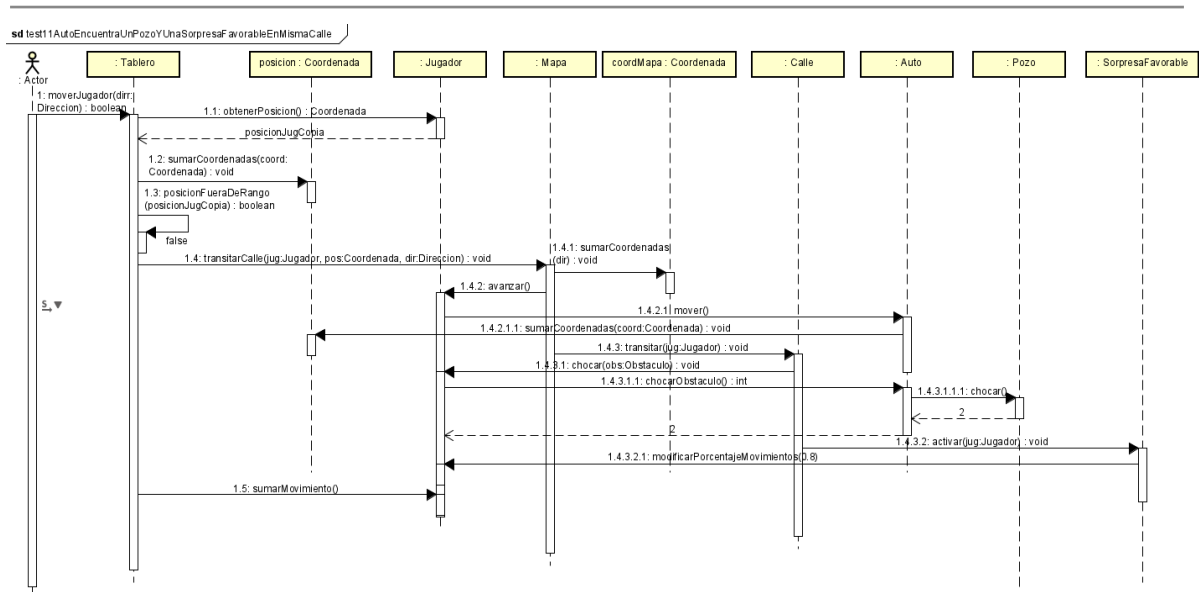 sd test11AutoEncuentraUnPozoYUnaSorpresaFavorableEnMismaCalle
: Actor
: Tablero
posicion : Coordenada
: Jugador
: Mapa
coordMapa : Coordenada
: Calle
: Auto
: Pozo
: SorpresaFavorable
1: moverJugador(dirr:
Direccion) : boolean
1.1: obtenerPosicion() : Coordenada
posicionJugCopia
1.2: sumarCoordenadas(coord:
Coordenada) : void
1.3: posicionFueraDeRango
(posicionJugCopia) : boolean
false
1.4: transitarCalle(jug:Jugador, pos:Coordenada, dir:Direccion) : void
1.4.1: sumarCoordenadas
(dir) : void
1.4.2: avanzar()
S
1.4.2.1: mover()
1.4.2.1.1: sumarCoordenadas(coord:Coordenada) : void
1.4.3: transitar(jug:Jugador) : void
1.4.3.1: chocar(obs:Obstaculo) : void
1.4.3.1.1: chocarObstaculo() : int
1.4.3.1.1.1: chocar()
2
2
1.4.3.2: activar(jug:Jugador) : void
1.4.3.2.1: modificarPorcentajeMovimientos(0.8)
1.5: sumarMovimiento()